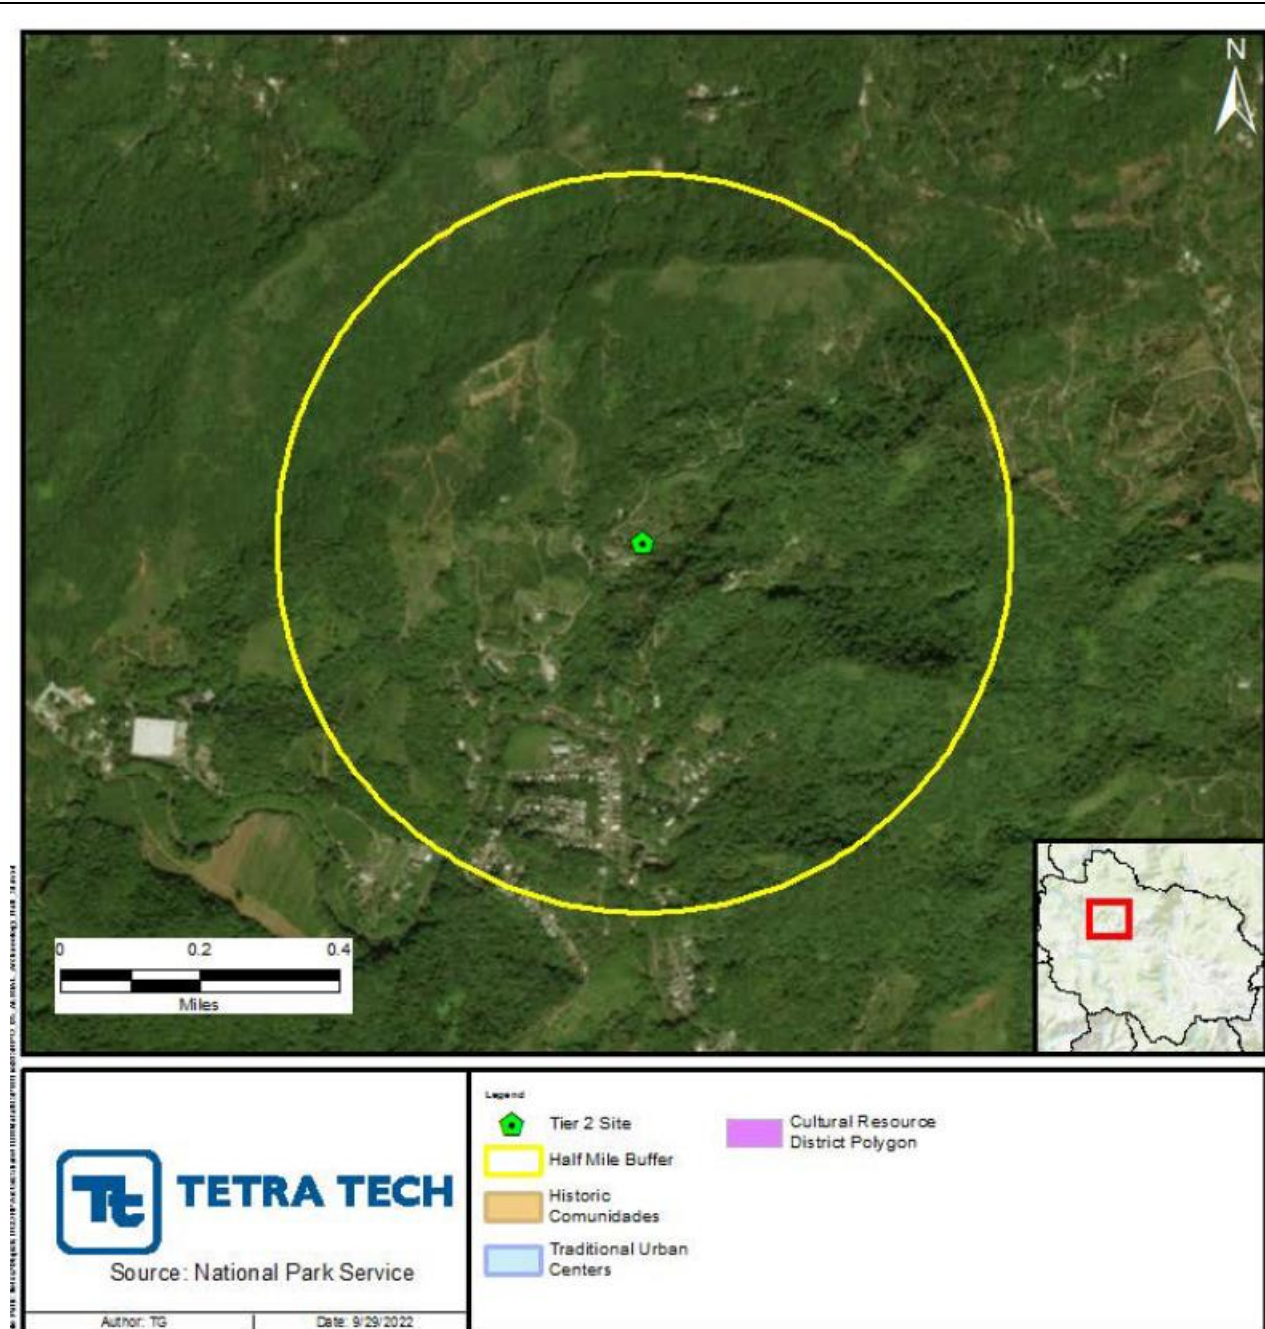 N
0 0.2 0.4
Miles
Legend
Tier 2 Site
Half Mile Buffer
Historic
Comunidades
Traditional Urban
Centers
Cultural Resource
District Polygon
Tt
TETRA TECH
Source: National Park Service
Author: TG
Date: 9/29/2022